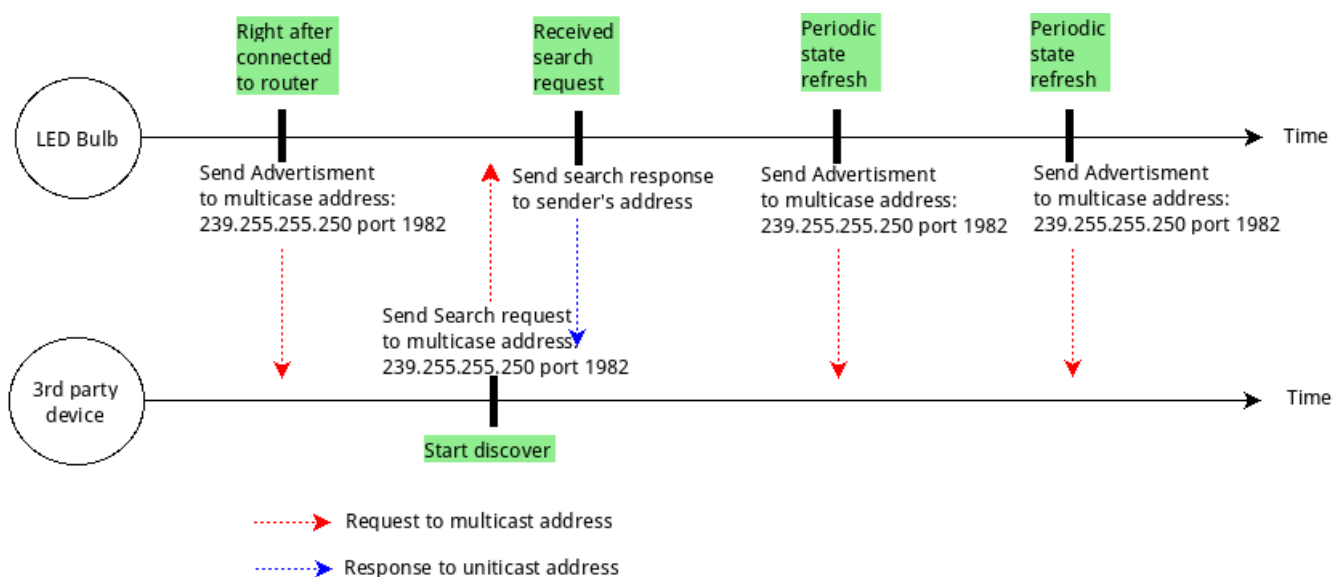 Right after
connected
to router
Received
search
request
Periodic
state
refresh
Periodic
state
refresh
LED Bulb
Time
Send Advertisment
to multicase address:
239.255.255.250 port 1982
Send search response
to sender's address
Send Advertisment
to multicase address:
239.255.255.250 port 1982
Send Advertisment
to multicase address:
239.255.255.250 port 1982
Send Search request
to multicase address:
239.255.255.250 port 1982
3rd party
device
Time
Start discover
Request to multicast address
Response to uniticast address